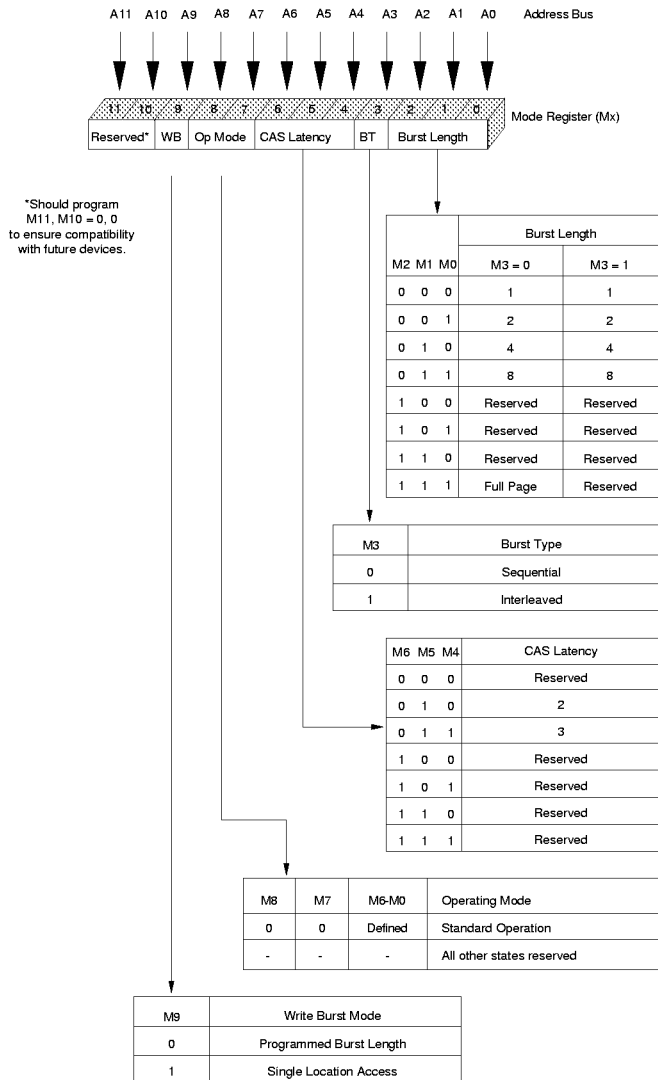 A11 A10 A9 A8 A7 A6 A5 A4 A3 A2 A1 A0 Address Bus
11 10 9 8 7 6 5 4 3 2 1 0
Mode Register (Mx)
Reserved* WB Op Mode CAS Latency BT Burst Length
*Should program
M11, M10 = 0, 0
to ensure compatibility
with future devices.
Burst Length
M2 M1 M0 M3 = 0 M3 = 1
0 0 0 1 1
0 0 1 2 2
0 1 0 4 4
0 1 1 8 8
1 0 0 Reserved Reserved
1 0 1 Reserved Reserved
1 1 0 Reserved Reserved
1 1 1 Full Page Reserved
M3 Burst Type
0 Sequential
1 Interleaved
M6 M5 M4 CAS Latency
0 0 0 Reserved
0 1 0 2
0 1 1 3
1 0 0 Reserved
1 0 1 Reserved
1 1 0 Reserved
1 1 1 Reserved
M8 M7 M6-M0 Operating Mode
0 0 Defined Standard Operation
- - - All other states reserved
M9 Write Burst Mode
0 Programmed Burst Length
1 Single Location Access